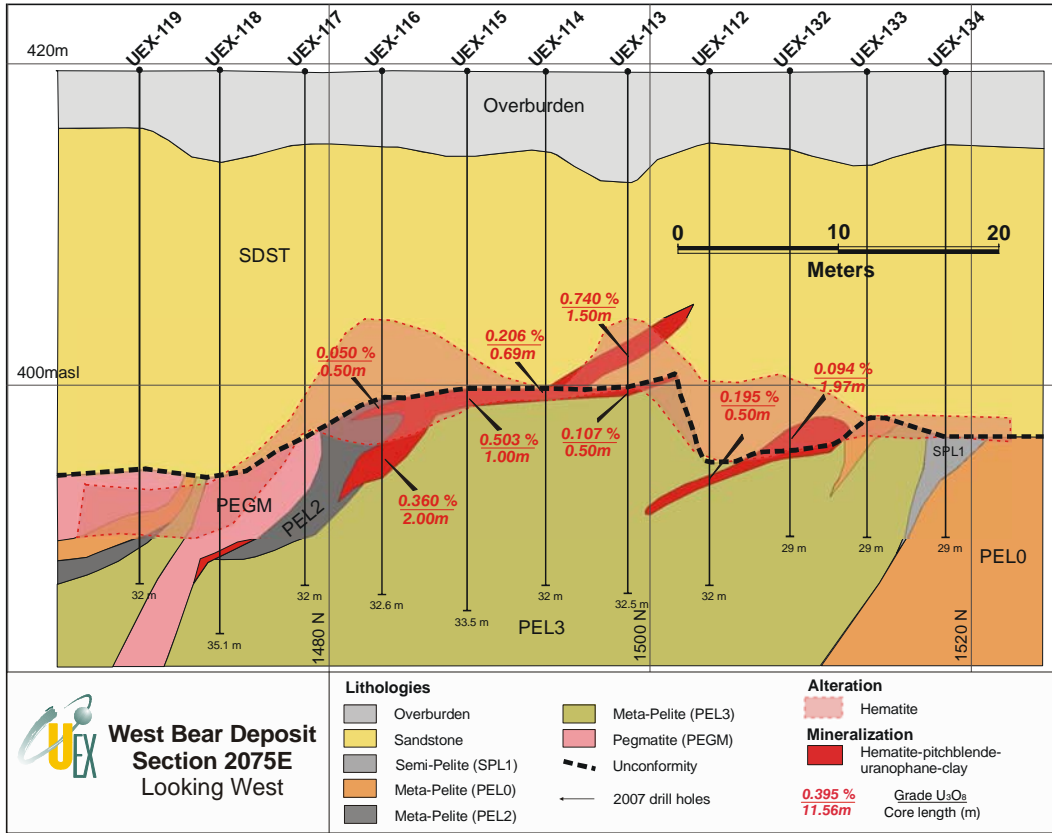 UEX-119
UEX-118
UEX-117
UEX-116
UEX-115
UEX-114
UEX-113
UEX-112
UEX-132
UEX-133
UEX-134
420m
Overburden
SDST
0 10 20
Meters
0.740 %
1.50m
0.206 %
0.69m
0.050 %
0.50m
400masl
0.094 %
1.97m
0.195 %
0.50m
0.503 %
1.00m
0.107 %
0.50m
SPL1
0.360 %
2.00m
PEGM
PEL2
29 m
29 m
29 m
PEL0
32 m
32 m
32.6 m
32 m
32.5 m
32 m
33.5 m
35.1 m
PEL3
1480 N
1500 N
1520 N
UEX
West Bear Deposit
Section 2075E
Looking West
Lithologies
Overburden
Sandstone
Semi-Pelite (SPL1)
Meta-Pelite (PEL0)
Meta-Pelite (PEL2)
Meta-Pelite (PEL3)
Pegmatite (PEGM)
Unconformity
2007 drill holes
Alteration
Hematite
Mineralization
Hematite-pitchblende-
uranophane-clay
0.395 %
11.56m
Grade U₃O₈
Core length (m)